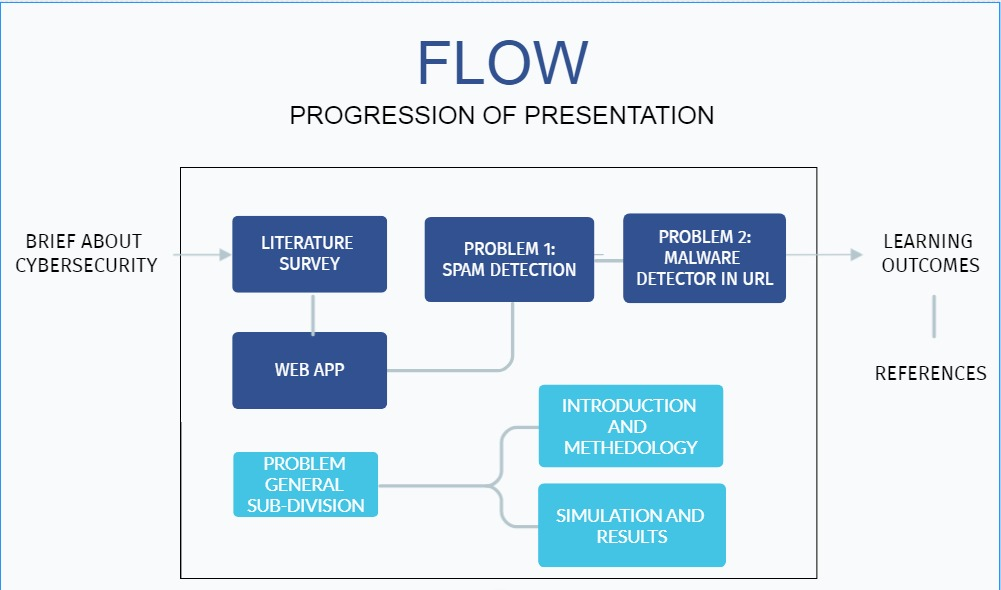 FLOW
PROGRESSION OF PRESENTATION
BRIEF ABOUT
CYBERSECURITY
LITERATURE
SURVEY
WEB APP
PROBLEM 1:
SPAM DETECTION
PROBLEM 2:
MALWARE
DETECTOR IN URL
LEARNING
OUTCOMES
REFERENCES
PROBLEM
GENERAL
SUB-DIVISION
INTRODUCTION
AND
METHEDOLOGY
SIMULATION AND
RESULTS